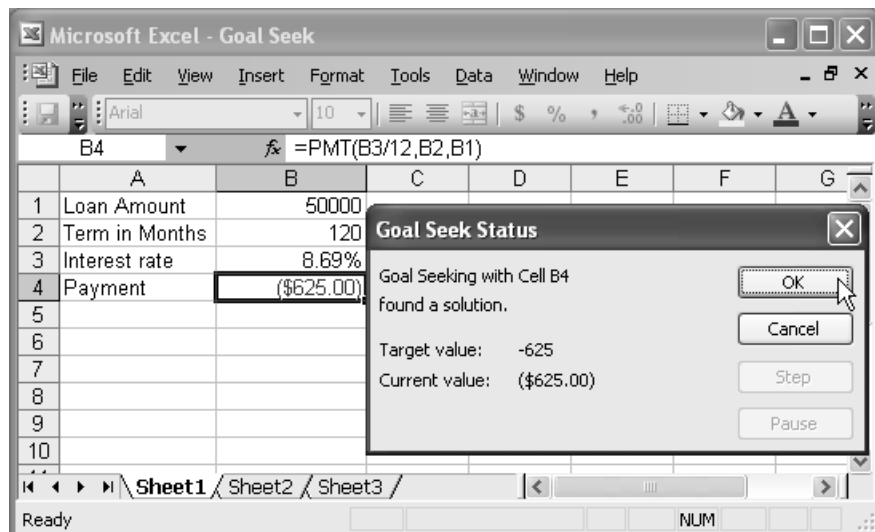 Microsoft Excel - Goal Seek
File Edit View Insert Format Tools Data Window Help
Arial 10 $ % , .00
B4 fx =PMT(B3/12,B2,B1)
A B C D E F G
1 Loan Amount 50000
2 Term in Months 120
3 Interest rate 8.69%
4 Payment ($625.00)
5
6
7
8
9
10
Goal Seek Status
Goal Seeking with Cell B4
found a solution.
Target value: -625
Current value: ($625.00)
OK
Cancel
Step
Pause
Sheet1 Sheet2 Sheet3
Ready NUM